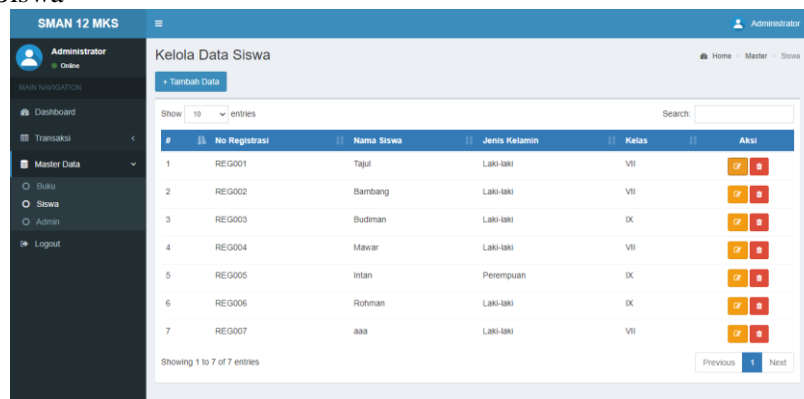 Siswa
SMAN 12 MKS
Administrator
Administrator
Online
MAIN NAVIGATION
Dashboard
Transaksi
Master Data
Buku
Siswa
Admin
Logout
Kelola Data Siswa
Home > Master > Siswa
+ Tambah Data
Show 10 entries Search:
# No Registrasi Nama Siswa Jenis Kelamin Kelas Aksi
1 REG001 Tajul Laki-laki VII
2 REG002 Bambang Laki-laki VII
3 REG003 Budiman Laki-laki IX
4 REG004 Mawar Laki-laki VII
5 REG005 Intan Perempuan IX
6 REG006 Rohman Laki-laki IX
7 REG007 aaa Laki-laki VII
Showing 1 to 7 of 7 entries
Previous 1 Next